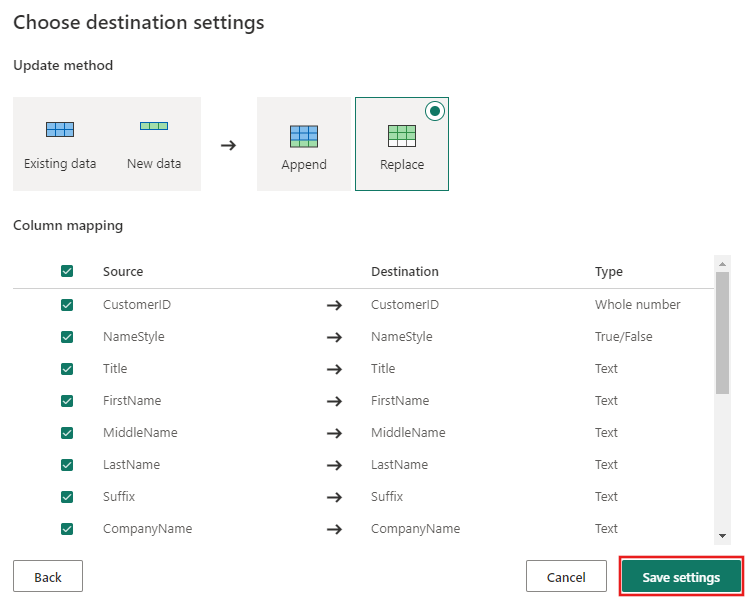 Choose destination settings
Update method
Existing data New data Append Replace
Column mapping
Source Destination Type
CustomerID CustomerID Whole number
NameStyle NameStyle True/False
Title Title Text
FirstName FirstName Text
MiddleName MiddleName Text
LastName LastName Text
Suffix Suffix Text
CompanyName CompanyName Text
Back Cancel Save settings